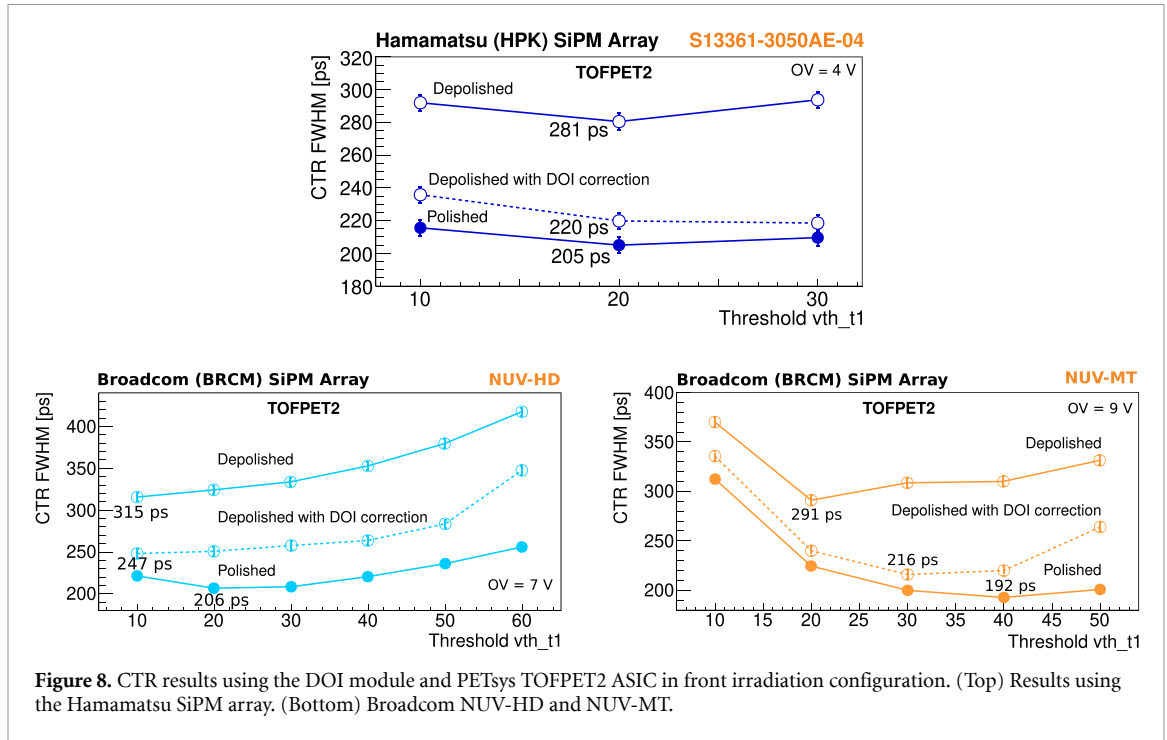 Hamamatsu (HPK) SiPM Array S13361-3050AE-04
CTR FWHM [ps]
320
300
280
260
240
220
200
180
TOFPET2
OV = 4 V
Depolished
281 ps
Depolished with DOI correction
220 ps
Polished
205 ps
10 20 30
Threshold vth_t1
Broadcom (BRCM) SiPM Array NUV-HD
CTR FWHM [ps]
400
350
300
250
200
TOFPET2
Depolished
315 ps
Depolished with DOI correction
247 ps
Polished
206 ps
OV = 7 V
10 20 30 40 50 60
Threshold vth_t1
Broadcom (BRCM) SiPM Array NUV-MT
CTR FWHM [ps]
400
350
300
250
200
TOFPET2
OV = 9 V
Depolished
291 ps
Depolished with DOI correction
216 ps
Polished
192 ps
10 15 20 25 30 35 40 45 50
Threshold vth_t1
Figure 8. CTR results using the DOI module and PETsys TOFPET2 ASIC in front irradiation configuration. (Top) Results using
the Hamamatsu SiPM array. (Bottom) Broadcom NUV-HD and NUV-MT.